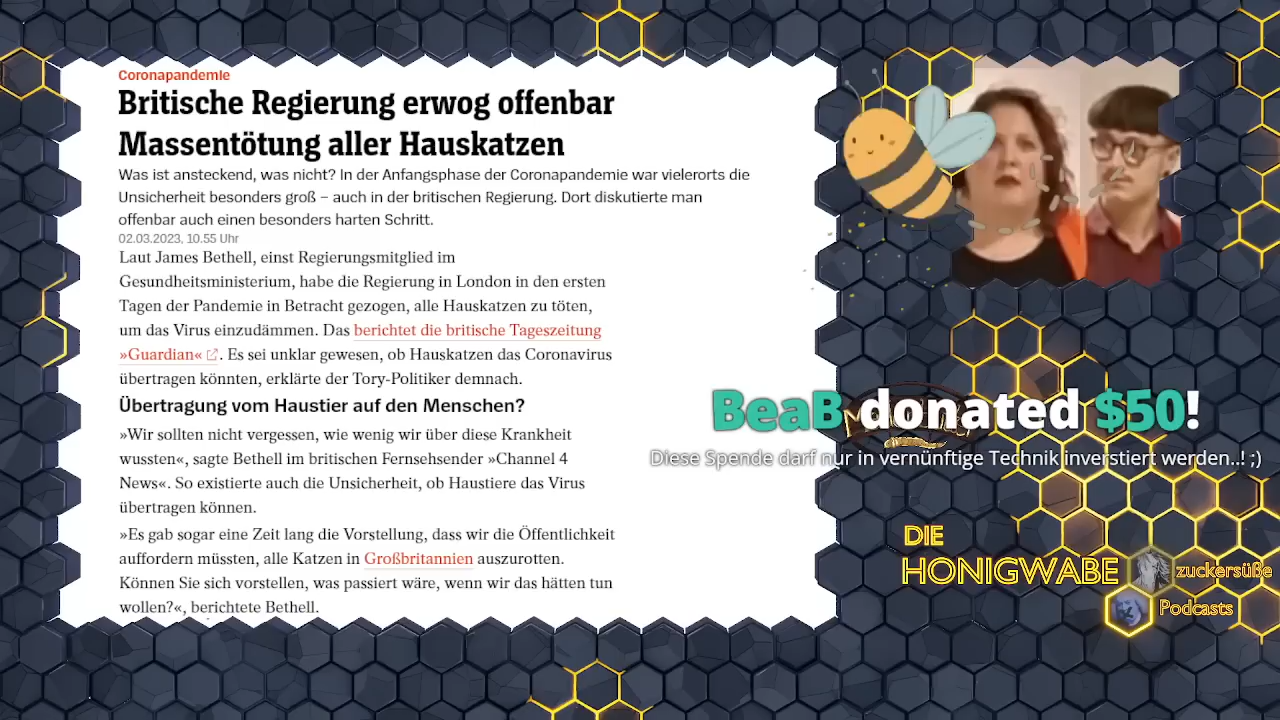 Coronapandemie
Britische Regierung erwog offenbar
Massentötung aller Hauskatzen
Was ist ansteckend, was nicht? In der Anfangsphase der Coronapandemie war vielerorts die
Unsicherheit besonders groß – auch in der britischen Regierung. Dort diskutierte man
offenbar auch einen besonders harten Schritt.
02.03.2023, 10.55 Uhr
Laut James Bethell, einst Regierungsmitglied im
Gesundheitsministerium, habe die Regierung in London in den ersten
Tagen der Pandemie in Betracht gezogen, alle Hauskatzen zu töten,
um das Virus einzudämmen. Das berichtet die britische Tageszeitung
»Guardian«. Es sei unklar gewesen, ob Hauskatzen das Coronavirus
übertragen könnten, erklärte der Tory-Politiker demnach.
Übertragung vom Haustier auf den Menschen?
»Wir sollten nicht vergessen, wie wenig wir über diese Krankheit
wussten«, sagte Bethell im britischen Fernsehsender »Channel 4
News«. So existierte auch die Unsicherheit, ob Haustiere das Virus
übertragen können.
»Es gab sogar eine Zeit lang die Vorstellung, dass wir die Öffentlichkeit
auffordern müssten, alle Katzen in Großbritannien auszurotten.
Können Sie sich vorstellen, was passiert wäre, wenn wir das hätten tun
wollen?«, berichtete Bethell.
BeaB donated $50!
Diese Spende darf nur in vernünftige Technik inverstiert werden..! ;)
DIE
HONIGWABE
zuckersüße
Podcasts